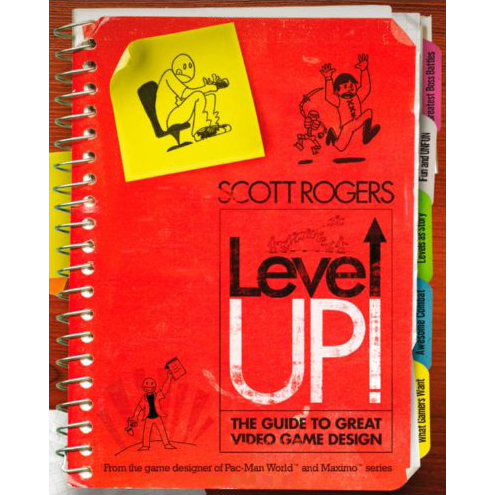 SCOTT ROGERS
Level
UP!
THE GUIDE TO GREAT
VIDEO GAME DESIGN
From the game designer of Pac-Man World™ and Maximo™ series
eatest Boss Battles
Fun and UNFUN
Levels as Story
Awesome Combat
What Gamers Want